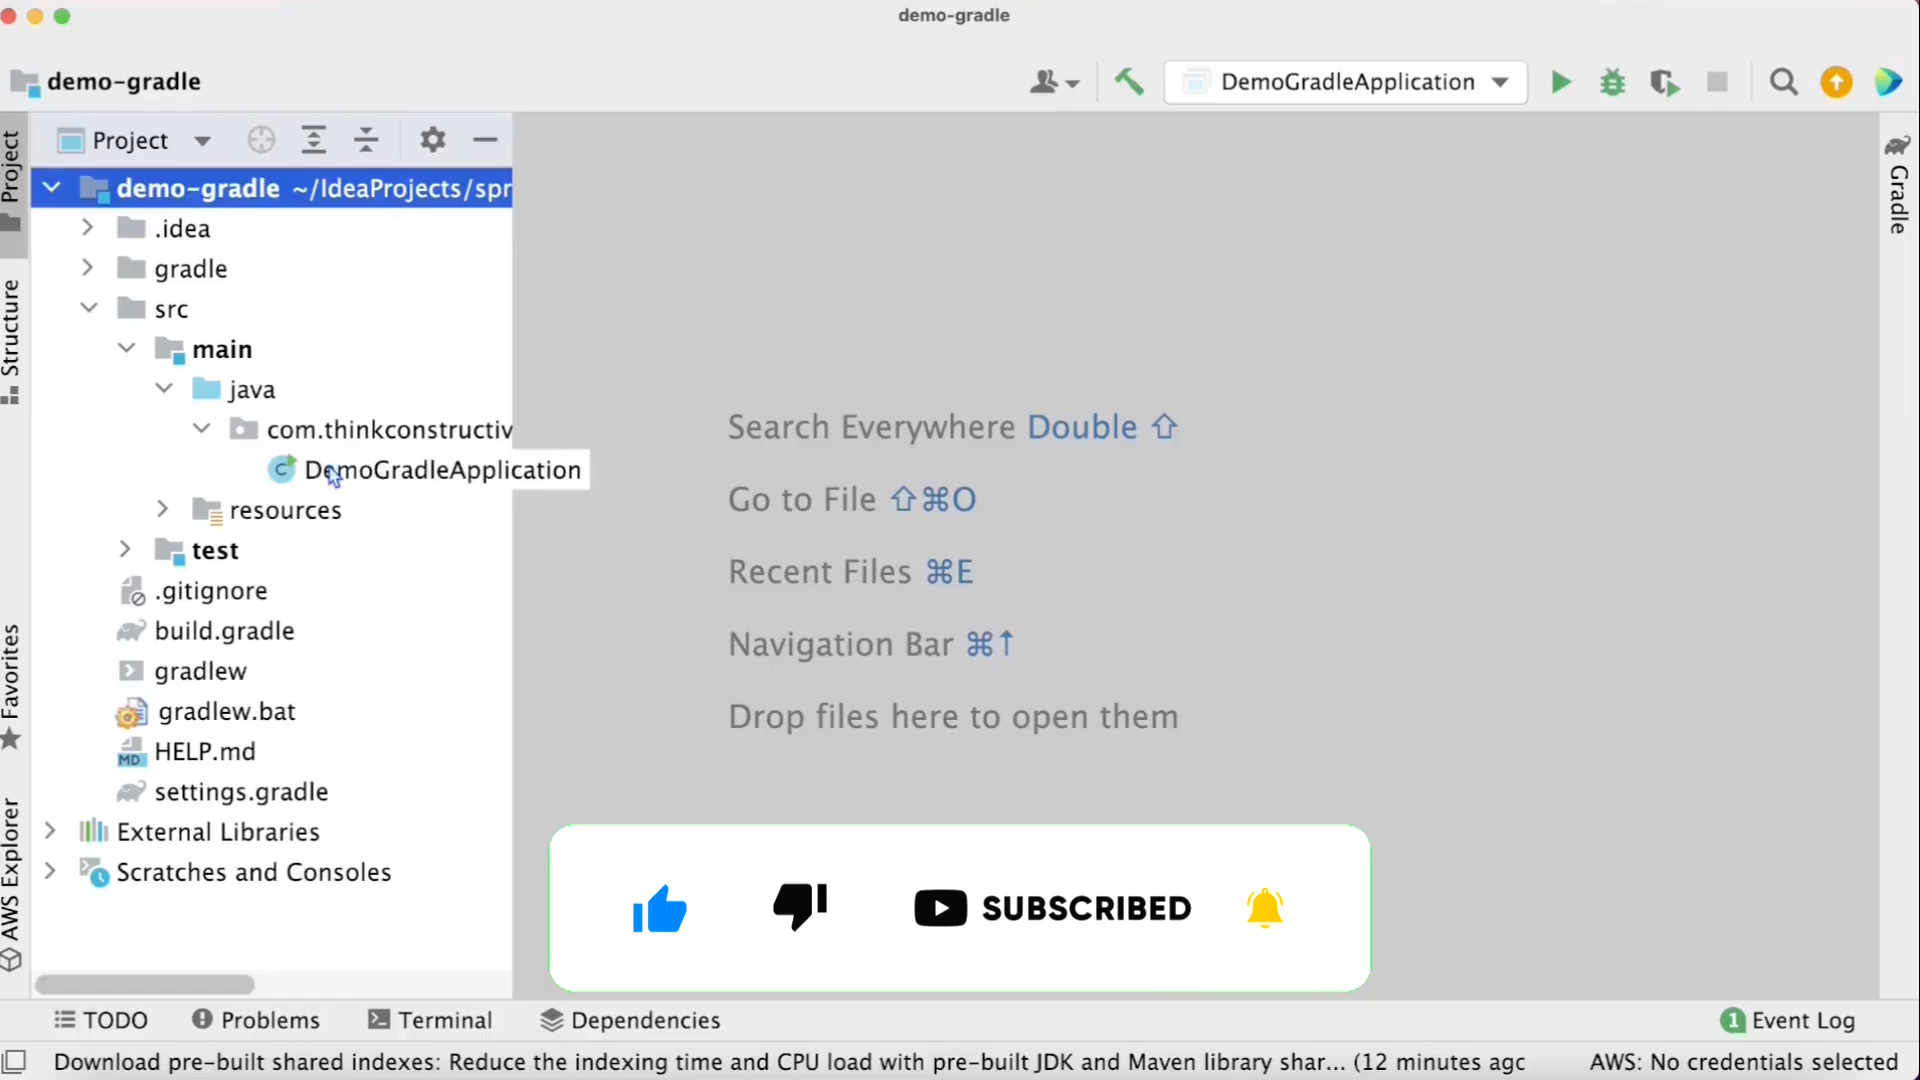 demo-gradle
demo-gradle
DemoGradleApplication
Project
Project
demo-gradle ~/IdeaProjects/spr
.idea
gradle
src
main
java
com.thinkconstructiv
DemoGradleApplication
resources
test
.gitignore
build.gradle
gradlew
gradlew.bat
MD HELP.md
settings.gradle
External Libraries
Scratches and Consoles
Structure
Favorites
AWS Explorer
Gradle
Search Everywhere Double ⇧
Go to File ⇧⌘O
Recent Files ⌘E
Navigation Bar ⌘↑
Drop files here to open them
SUBSCRIBED
TODO
Problems
Terminal
Dependencies
1 Event Log
Download pre-built shared indexes: Reduce the indexing time and CPU load with pre-built JDK and Maven library shar... (12 minutes agc
AWS: No credentials selected